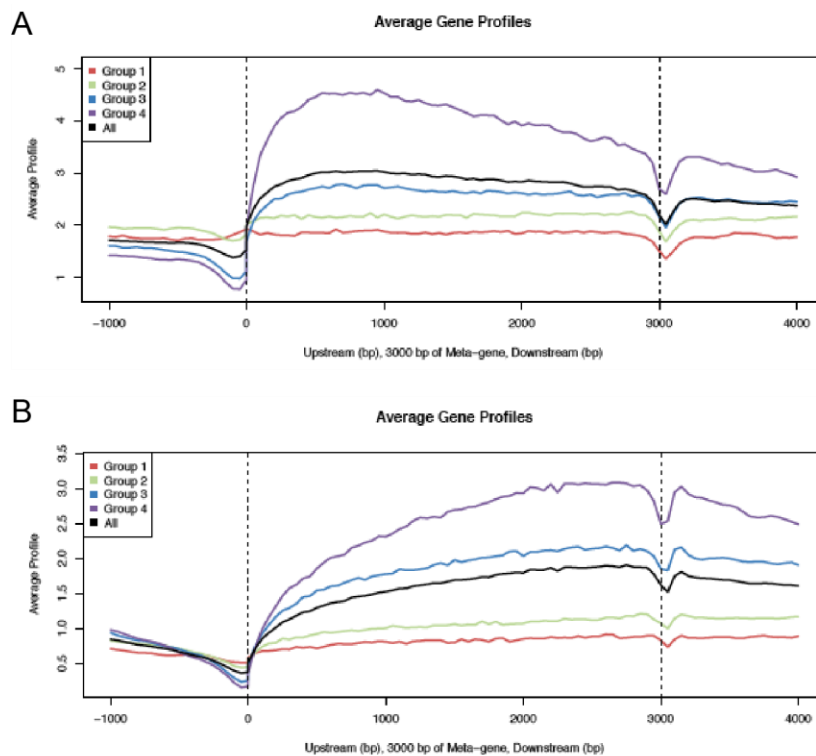 A
Average Gene Profiles
Group 1
Group 2
Group 3
Group 4
All
Average Profile
5
4
3
2
1
−1000 0 1000 2000 3000 4000
Upstream (bp), 3000 bp of Meta−gene, Downstream (bp)
B
Average Gene Profiles
Group 1
Group 2
Group 3
Group 4
All
Average Profile
3.5
3.0
2.5
2.0
1.5
1.0
0.5
−1000 0 1000 2000 3000 4000
Upstream (bp), 3000 bp of Meta−gene, Downstream (bp)